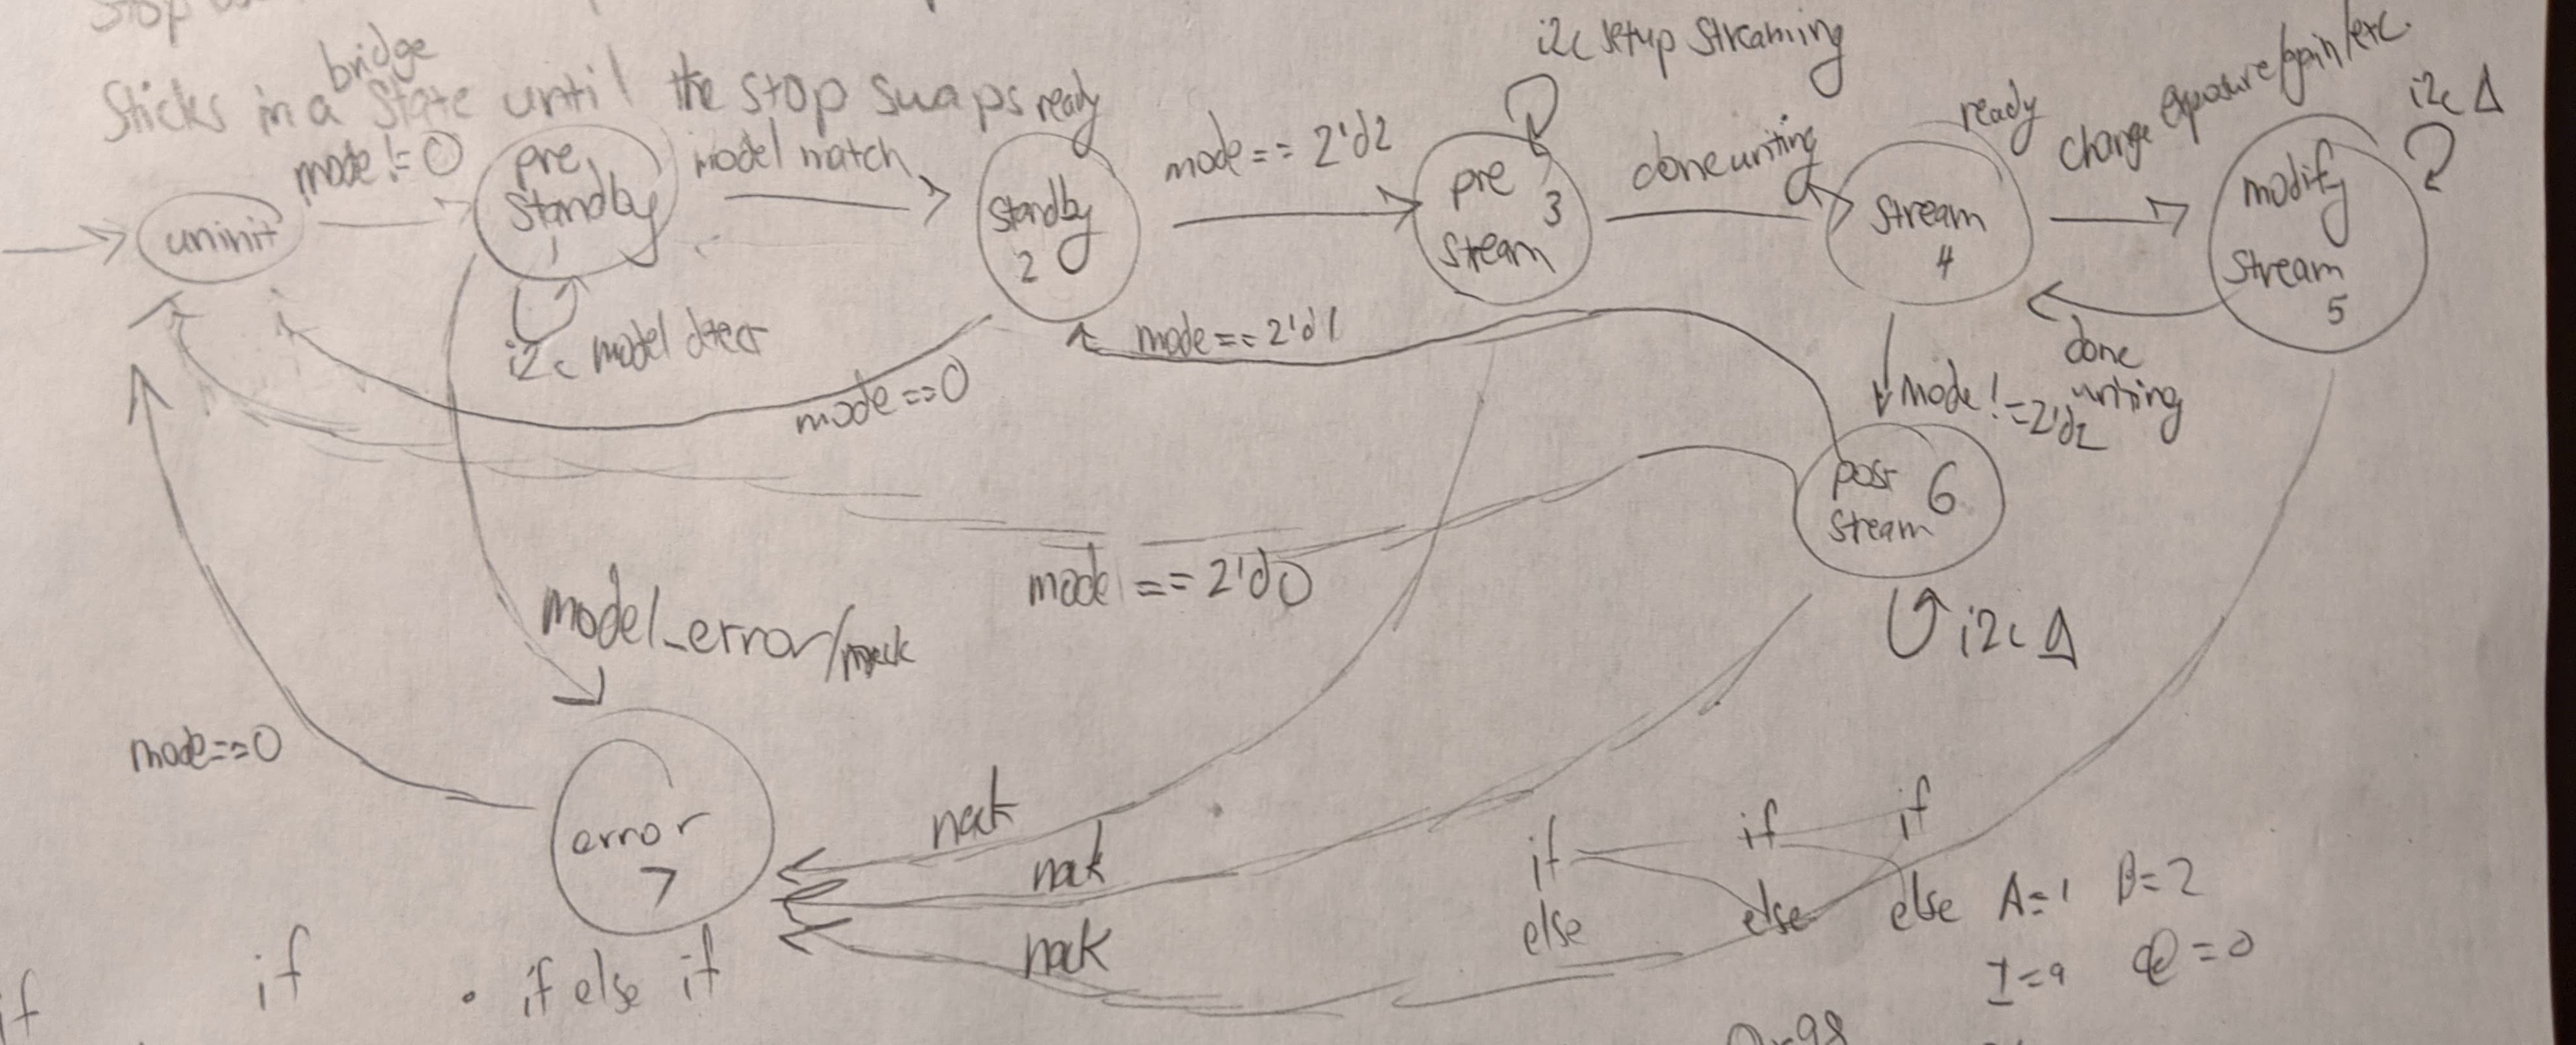 Stop
bridge
Sticks in a state until the stop swaps
ready
i2c setup streaming
ready
change exposure/gain/etc.
i2c Δ
mode != 0
pre
standby
1
model match
standby
2
mode == 2'd2
pre
3
stream
done writing
stream
4
modify
stream
5
uninit
i2c model detect
mode == 2'd1
mode ==0
done
writing
mode != 2'd2
post 6
stream
model == 2'd0
i2c Δ
model_error/nack
mode==0
error
7
nack
nack
nack
if if if
else else else
A=1 B=2
I=9 Q=0
if if • if else if